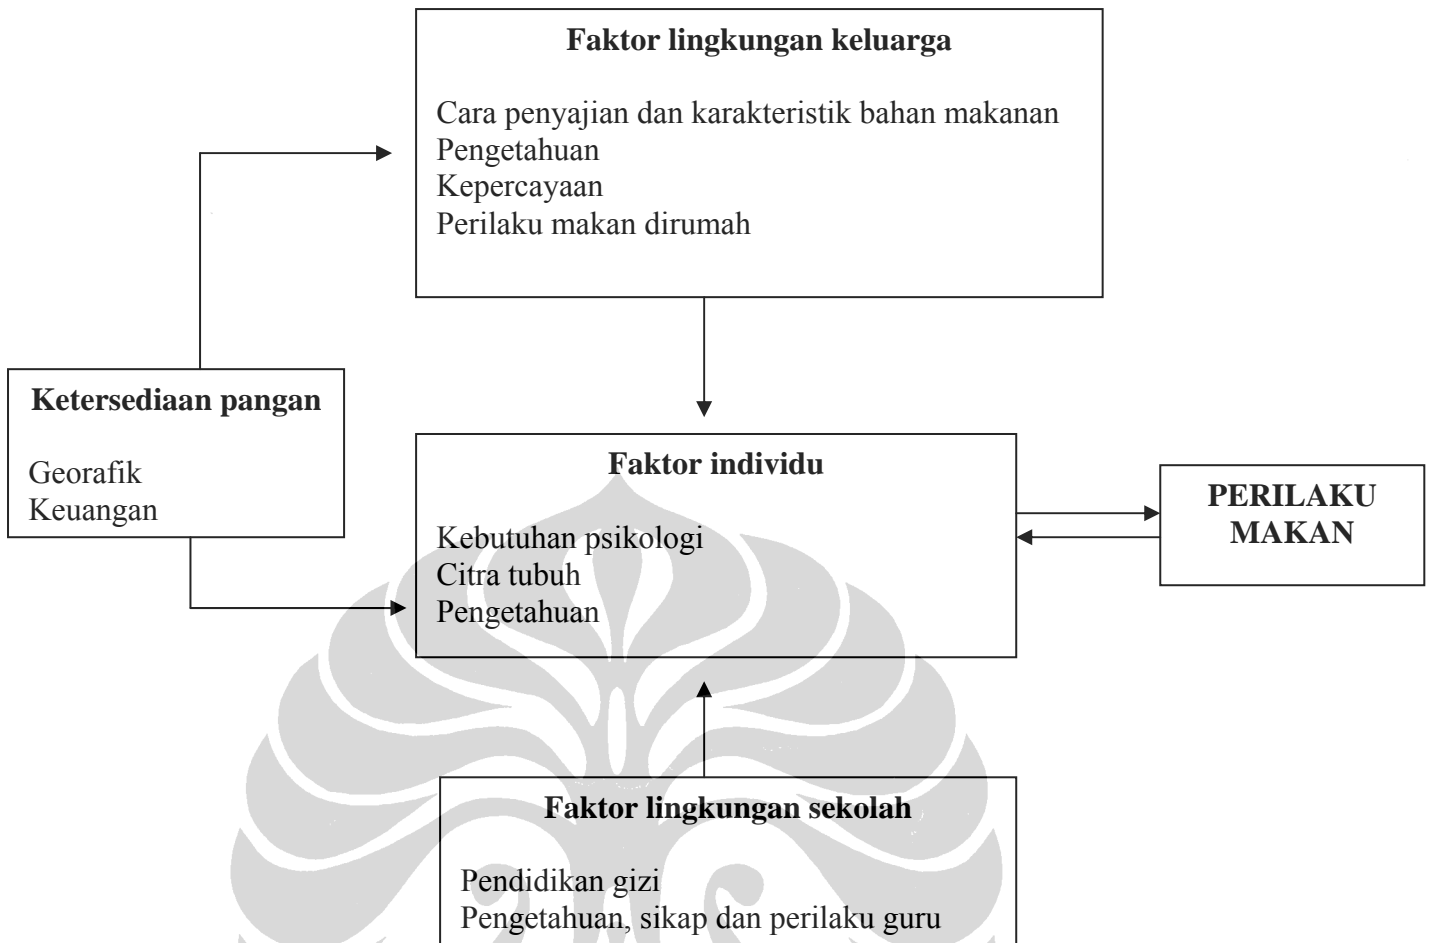 Faktor lingkungan keluarga
Cara penyajian dan karakteristik bahan makanan
Pengetahuan
Kepercayaan
Perilaku makan dirumah
Ketersediaan pangan
Georafik
Keuangan
Faktor individu
Kebutuhan psikologi
Citra tubuh
Pengetahuan
PERILAKU
MAKAN
Faktor lingkungan sekolah
Pendidikan gizi
Pengetahuan, sikap dan perilaku guru